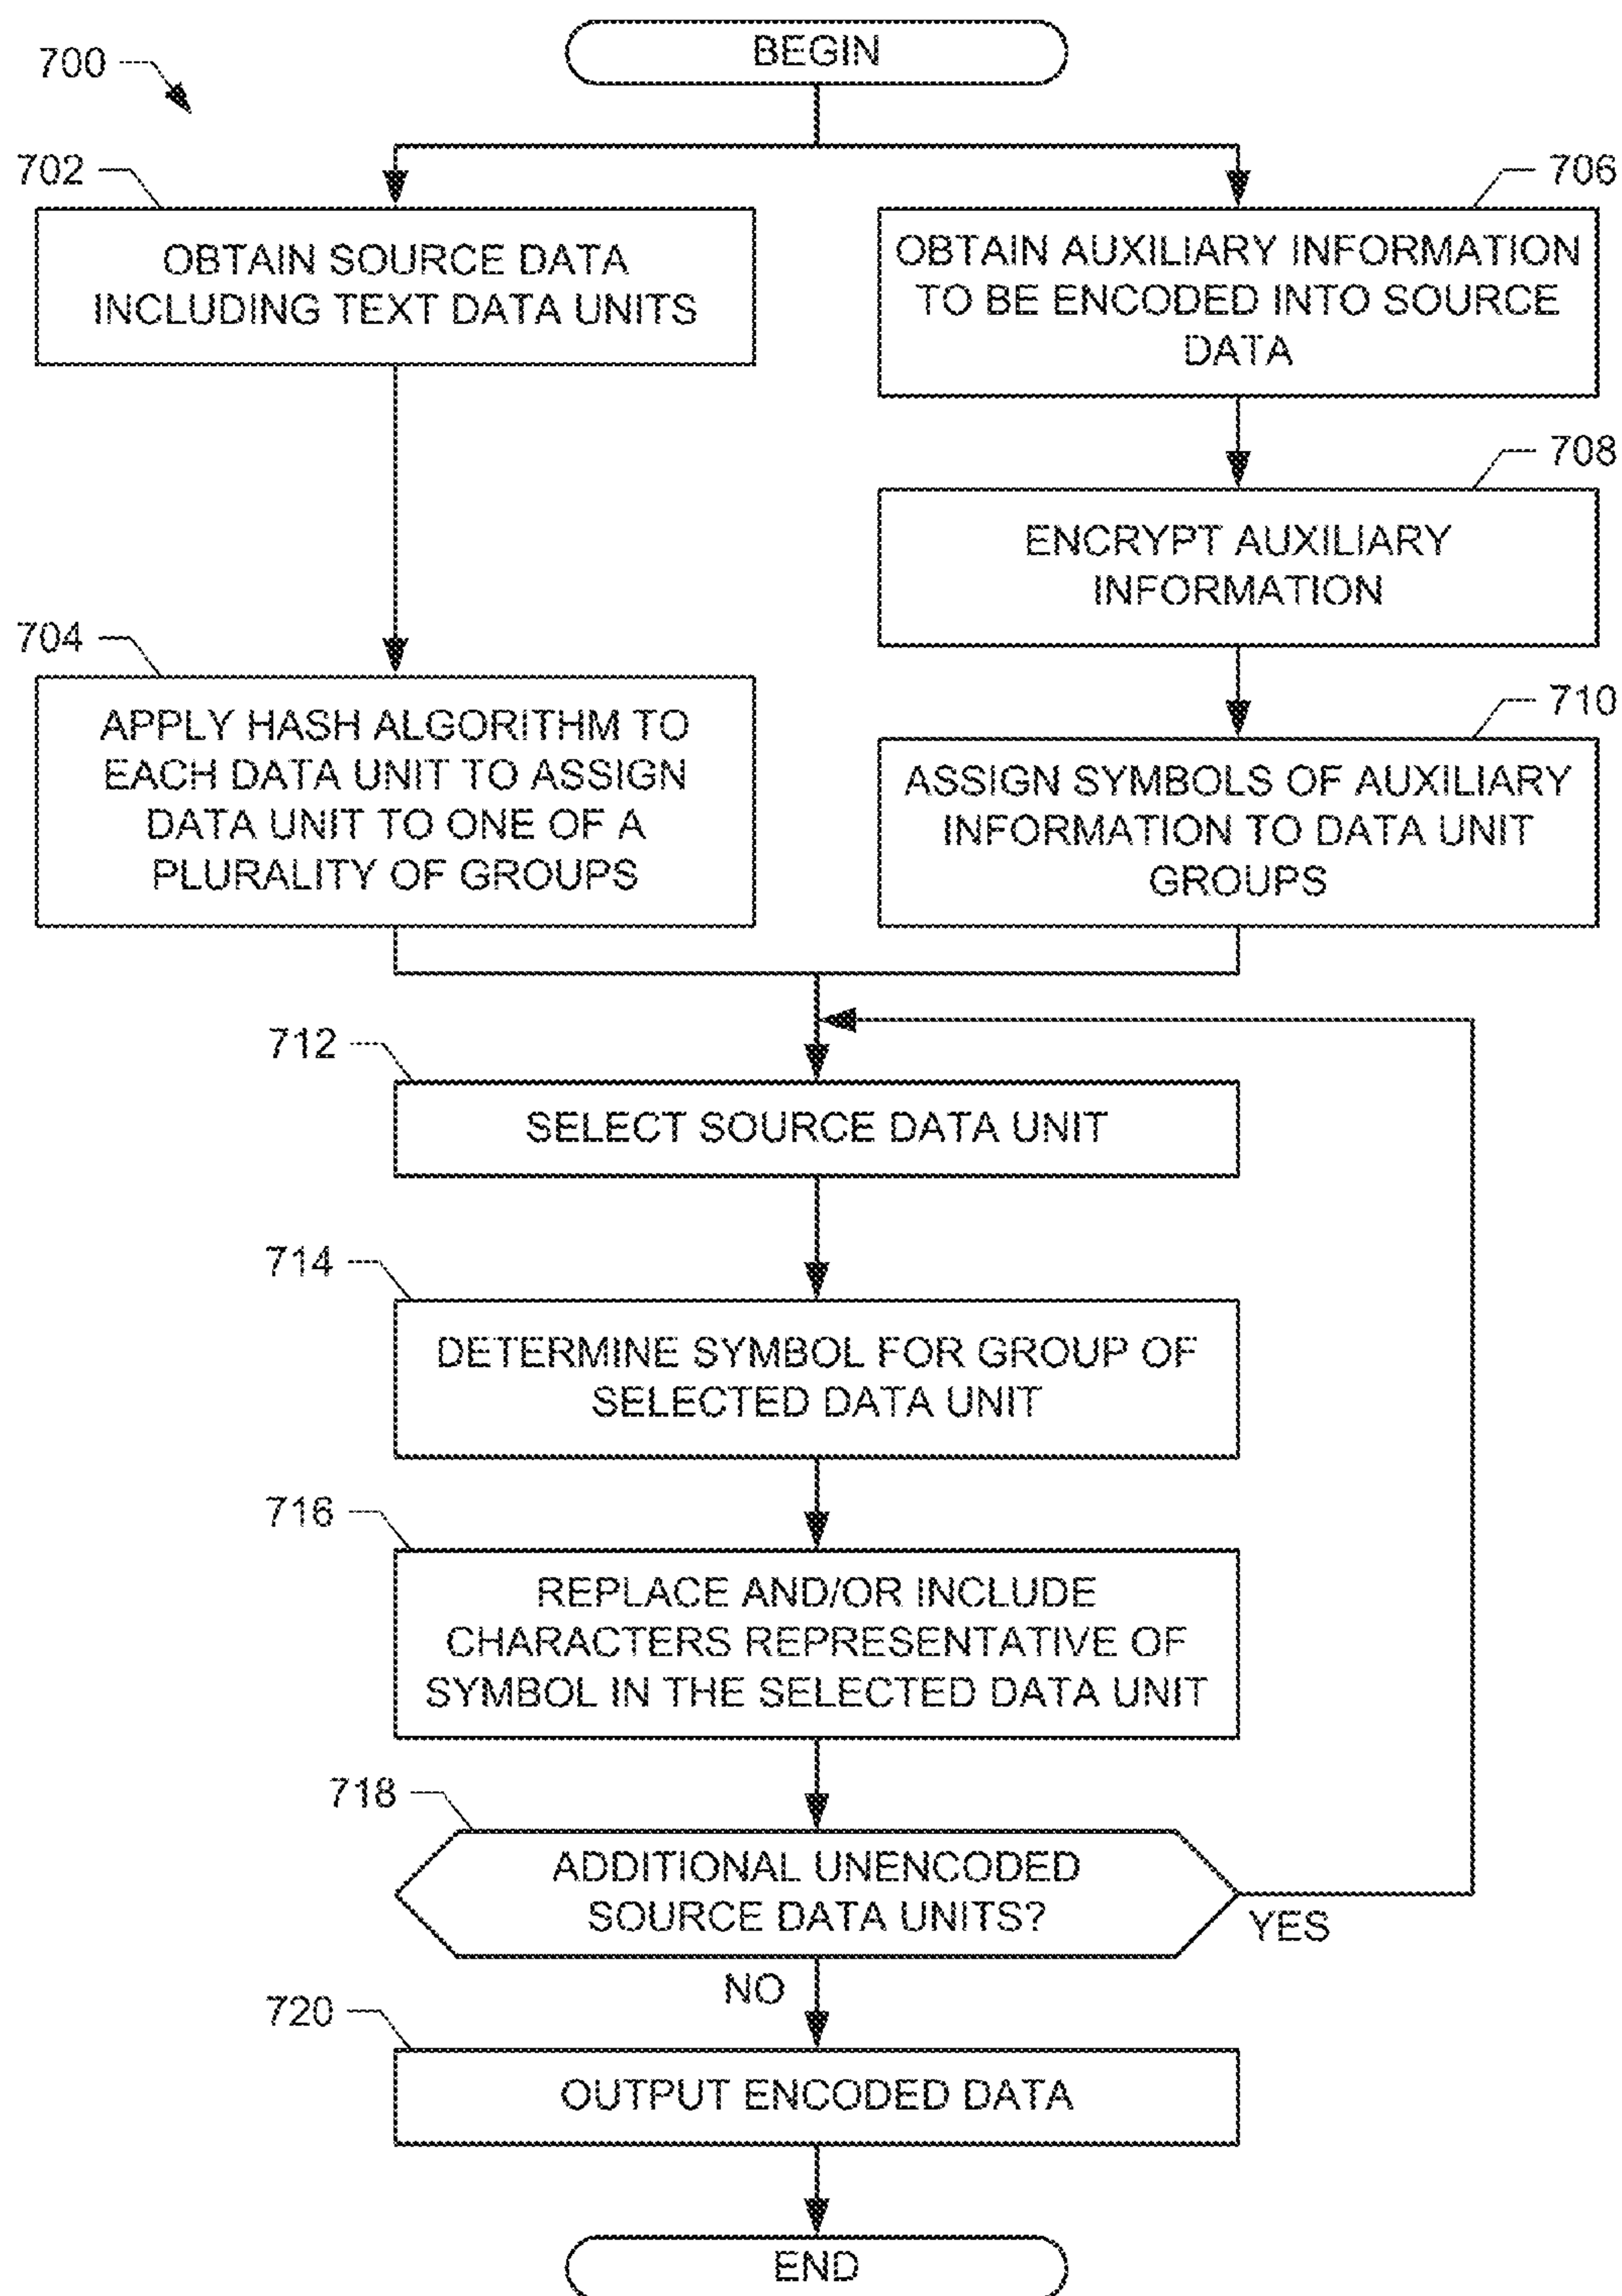 BEGIN
700
702
OBTAIN SOURCE DATA
INCLUDING TEXT DATA UNITS
706
OBTAIN AUXILIARY INFORMATION
TO BE ENCODED INTO SOURCE
DATA
708
ENCRYPT AUXILIARY
INFORMATION
704
APPLY HASH ALGORITHM TO
EACH DATA UNIT TO ASSIGN
DATA UNIT TO ONE OF A
PLURALITY OF GROUPS
710
ASSIGN SYMBOLS OF AUXILIARY
INFORMATION TO DATA UNIT
GROUPS
712
SELECT SOURCE DATA UNIT
714
DETERMINE SYMBOL FOR GROUP OF
SELECTED DATA UNIT
716
REPLACE AND/OR INCLUDE
CHARACTERS REPRESENTATIVE OF
SYMBOL IN THE SELECTED DATA UNIT
718
ADDITIONAL UNENCODED
SOURCE DATA UNITS?
YES
NO
720
OUTPUT ENCODED DATA
END